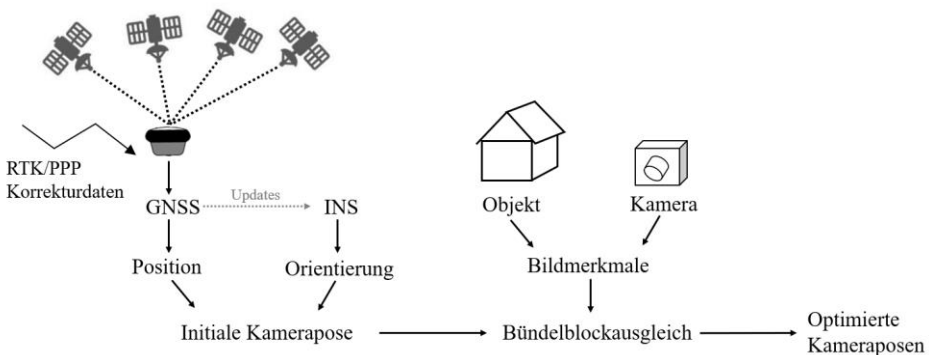 RTK/PPP
Korrekturdaten
GNSS
Updates
INS
Objekt
Kamera
Position
Orientierung
Bildmerkmale
Initiale Kamerapose
Bündelblockausgleich
Optimierte
Kameraposen